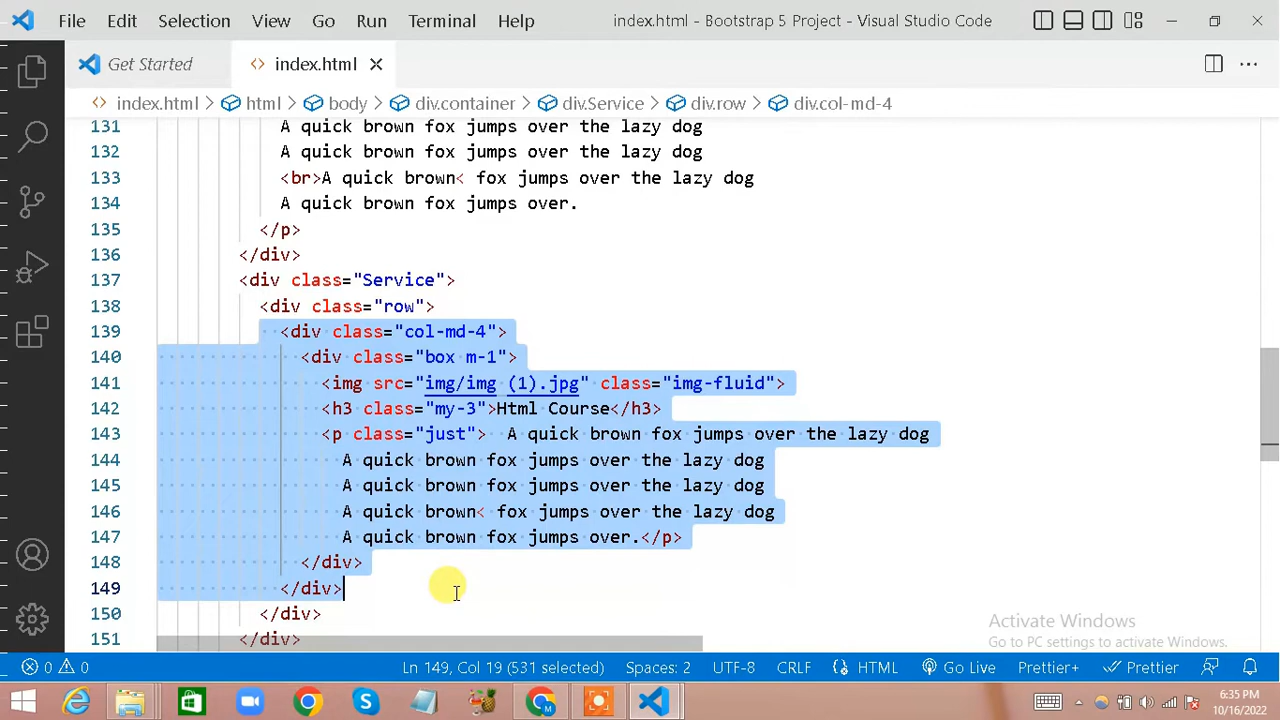 File Edit Selection View Go Run Terminal Help index.html - Bootstrap 5 Project - Visual Studio Code
Get Started <> index.html
<> index.html > html > body > div.container > div.Service > div.row > div.col-md-4
131 A quick brown fox jumps over the lazy dog
132 A quick brown fox jumps over the lazy dog
133 <br>A quick brown< fox jumps over the lazy dog
134 A quick brown fox jumps over.
135 </p>
136 </div>
137 <div class="Service">
138 <div class="row">
139 <div class="col-md-4">
140 <div class="box m-1">
141 <img src="img/img (1).jpg" class="img-fluid">
142 <h3 class="my-3">Html Course</h3>
143 <p class="just"> A quick brown fox jumps over the lazy dog
144 A quick brown fox jumps over the lazy dog
145 A quick brown fox jumps over the lazy dog
146 A quick brown< fox jumps over the lazy dog
147 A quick brown fox jumps over.</p>
148 </div>
149 </div>
150 </div>
151 </div>
Activate Windows
Go to PC settings to activate Windows.
0 0 Ln 149, Col 19 (531 selected) Spaces: 2 UTF-8 CRLF HTML Go Live Prettier+ Prettier
6:35 PM
10/16/2022